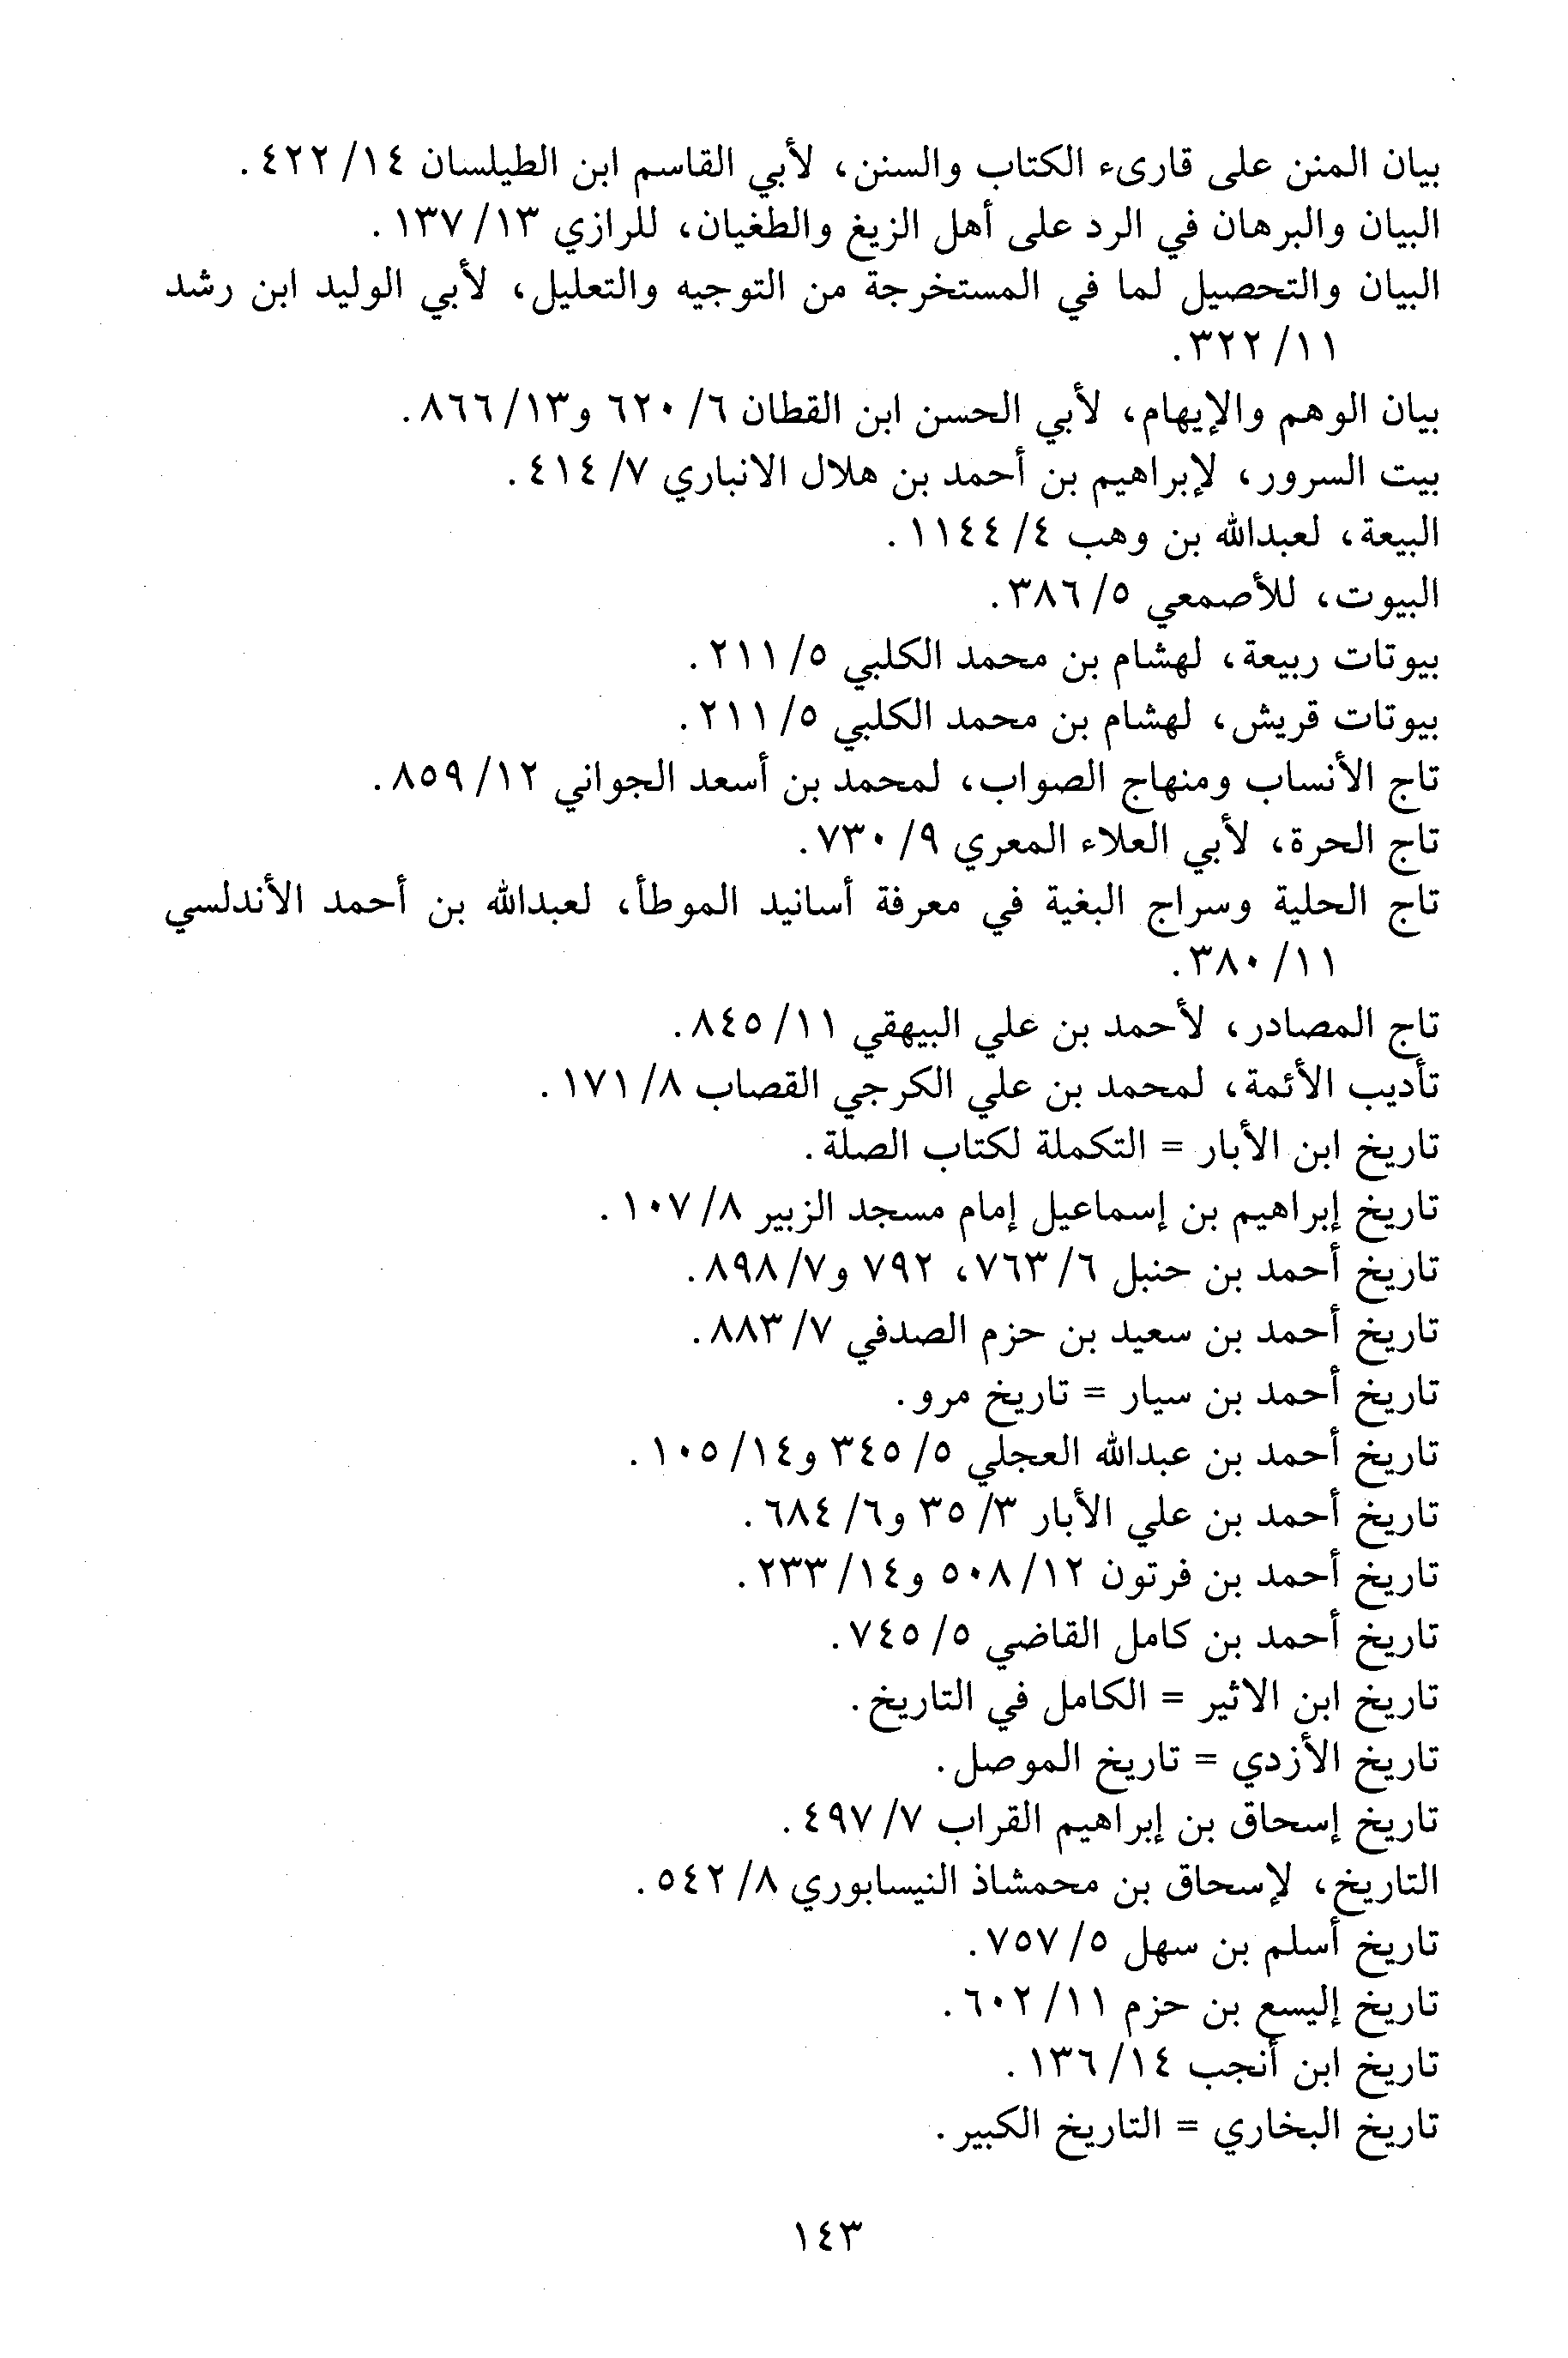 بيان المنن على قارىء الكتاب والسنن، لأبي القاسم ابن الطيلسان ١٤/ ٤٢٢.
البيان والبرهان في الرد على أهل الزيغ والطغيان، للرازي ١٣/ ١٣٧.
البيان والتحصيل لما في المستخرجة من التوجيه والتعليل، لأبي الوليد ابن رشد
١١/ ٣٢٢.
بيان الوهم والإيهام، لأبي الحسن ابن القطان ٦/ ٦٢٠ و١٣/ ٨٦٦.
بيت السرور، لإبراهيم بن أحمد بن هلال الانباري ٧/ ٤١٤.
البيعة، لعبدالله بن وهب ٤/ ١١٤٤.
البيوت، للأصمعي ٥/ ٣٨٦.
بيوتات ربيعة، لهشام بن محمد الكلبي ٥/ ٢١١.
بيوتات قريش، لهشام بن محمد الكلبي ٥/ ٢١١.
تاج الأنساب ومنهاج الصواب، لمحمد بن أسعد الجواني ١٢/ ٨٥٩.
تاج الحرة، لأبي العلاء المعري ٩/ ٧٣٠.
تاج الحلية وسراج البغية في معرفة أسانيد الموطأ، لعبدالله بن أحمد الأندلسي
١١/ ٣٨٠.
تاج المصادر، لأحمد بن علي البيهقي ١١/ ٨٤٥.
تأديب الأئمة، لمحمد بن علي الكرجي القصاب ٨/ ١٧١.
تاريخ ابن الأبار = التكملة لكتاب الصلة.
تاريخ إبراهيم بن إسماعيل إمام مسجد الزبير ٨/ ١٠٧.
تاريخ أحمد بن حنبل ٦/ ٧٦٣، ٧٩٢ و٧/ ٨٩٨.
تاريخ أحمد بن سعيد بن حزم الصدفي ٧/ ٨٨٣.
تاريخ أحمد بن سيار = تاريخ مرو.
تاريخ أحمد بن عبدالله العجلي ٥/ ٣٤٥ و١٤/ ١٠٥.
تاريخ أحمد بن علي الأبار ٣/ ٣٥ و٦/ ٦٨٤.
تاريخ أحمد بن فرتون ١٢/ ٥٠٨ و١٤/ ٢٣٣.
تاريخ أحمد بن كامل القاضي ٥/ ٧٤٥.
تاريخ ابن الاثير = الكامل في التاريخ.
تاريخ الأزدي = تاريخ الموصل.
تاريخ إسحاق بن إبراهيم القراب ٧/ ٤٩٧.
التاريخ، لإسحاق بن محمشاذ النيسابوري ٨/ ٥٤٢.
تاريخ أسلم بن سهل ٥/ ٧٥٧.
تاريخ إليسع بن حزم ١١/ ٦٠٢.
تاريخ ابن أنجب ١٤/ ١٣٦.
تاريخ البخاري = التاريخ الكبير.
١٤٣